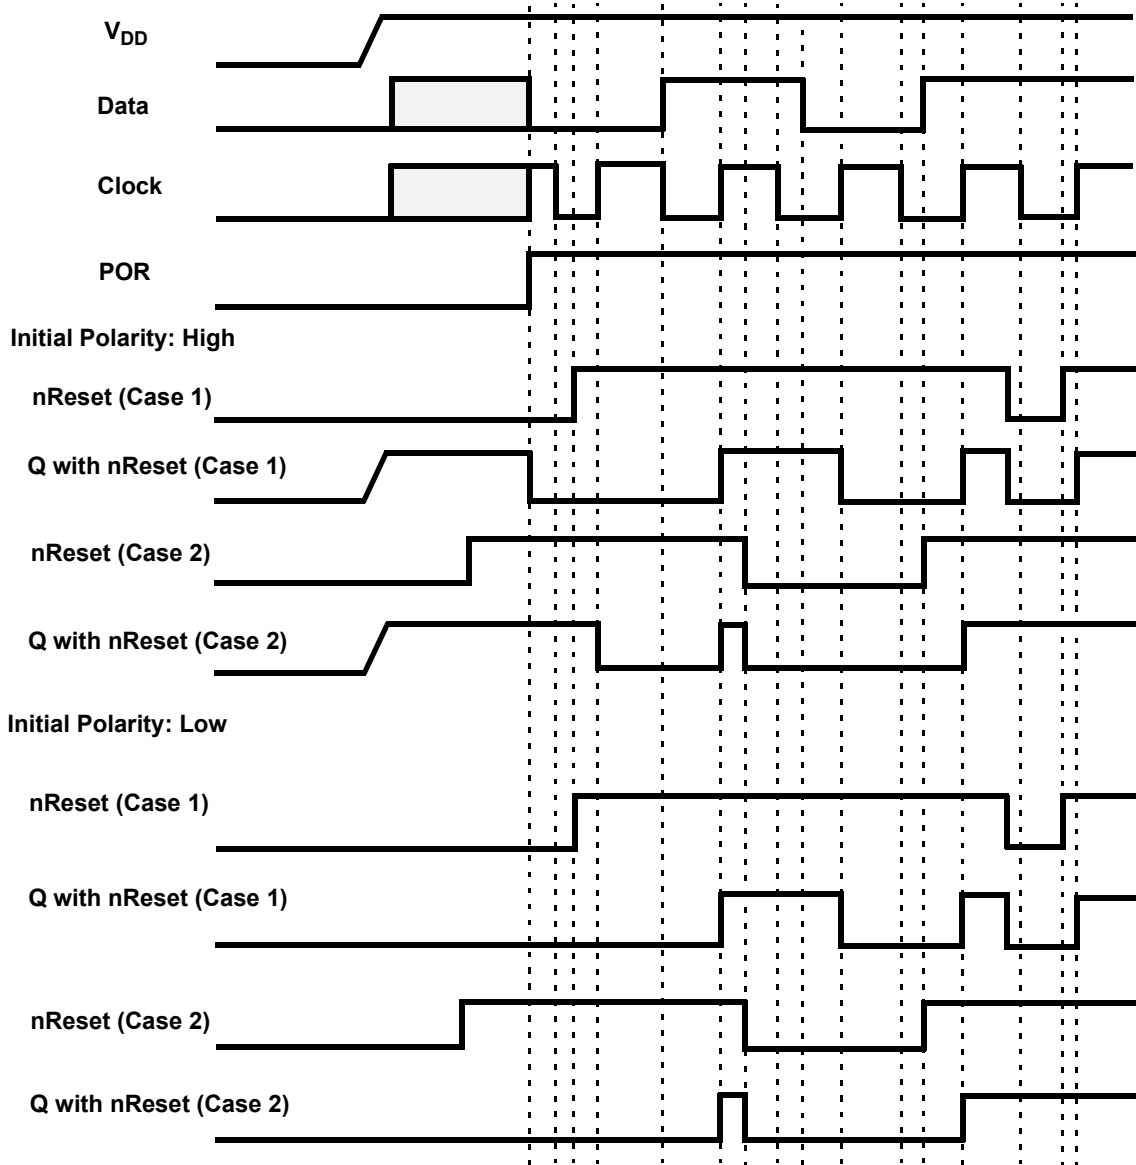 VDD
Data
Clock
POR
Initial Polarity: High
nReset (Case 1)
Q with nReset (Case 1)
nReset (Case 2)
Q with nReset (Case 2)
Initial Polarity: Low
nReset (Case 1)
Q with nReset (Case 1)
nReset (Case 2)
Q with nReset (Case 2)